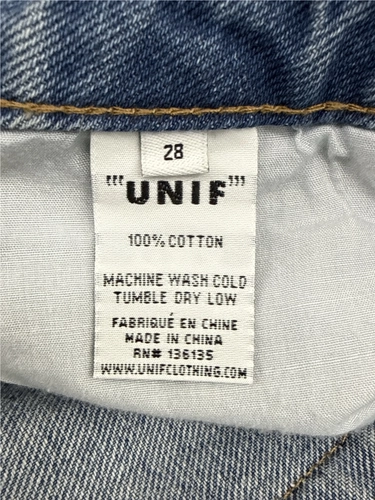 28
"'UNIF'"
100% COTTON
MACHINE WASH COLD
TUMBLE DRY LOW
FABRIQUÉ EN CHINE
MADE IN CHINA
RN# 136135
WWW.UNIFCLOTHING.COM